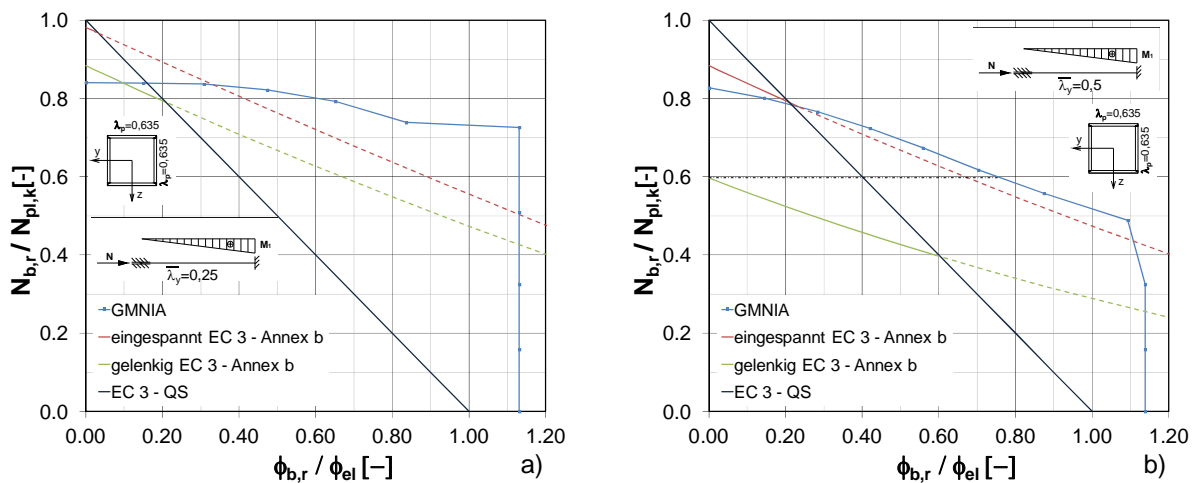 N_b,r / N_pl,k [-]
1.0
0.8
0.6
0.4
0.2
0.0
λ_p=0,635
y
λ_p=0,635
z
⊕ M₁
N
λ̅_y=0,25
GMNIA
eingespannt EC 3 - Annex b
gelenkig EC 3 - Annex b
EC 3 - QS
0.00 0.20 0.40 0.60 0.80 1.00 1.20
ϕ_b,r / ϕ_el [–]
a)
N_b,r / N_pl,k [-]
1.0
0.8
0.6
0.4
0.2
0.0
⊕ M₁
N
λ̅_y=0,5
λ_p=0,635
y
λ_p=0,635
z
GMNIA
eingespannt EC 3 - Annex b
gelenkig EC 3 - Annex b
EC 3 - QS
0.00 0.20 0.40 0.60 0.80 1.00 1.20
ϕ_b,r / ϕ_el [–]
b)